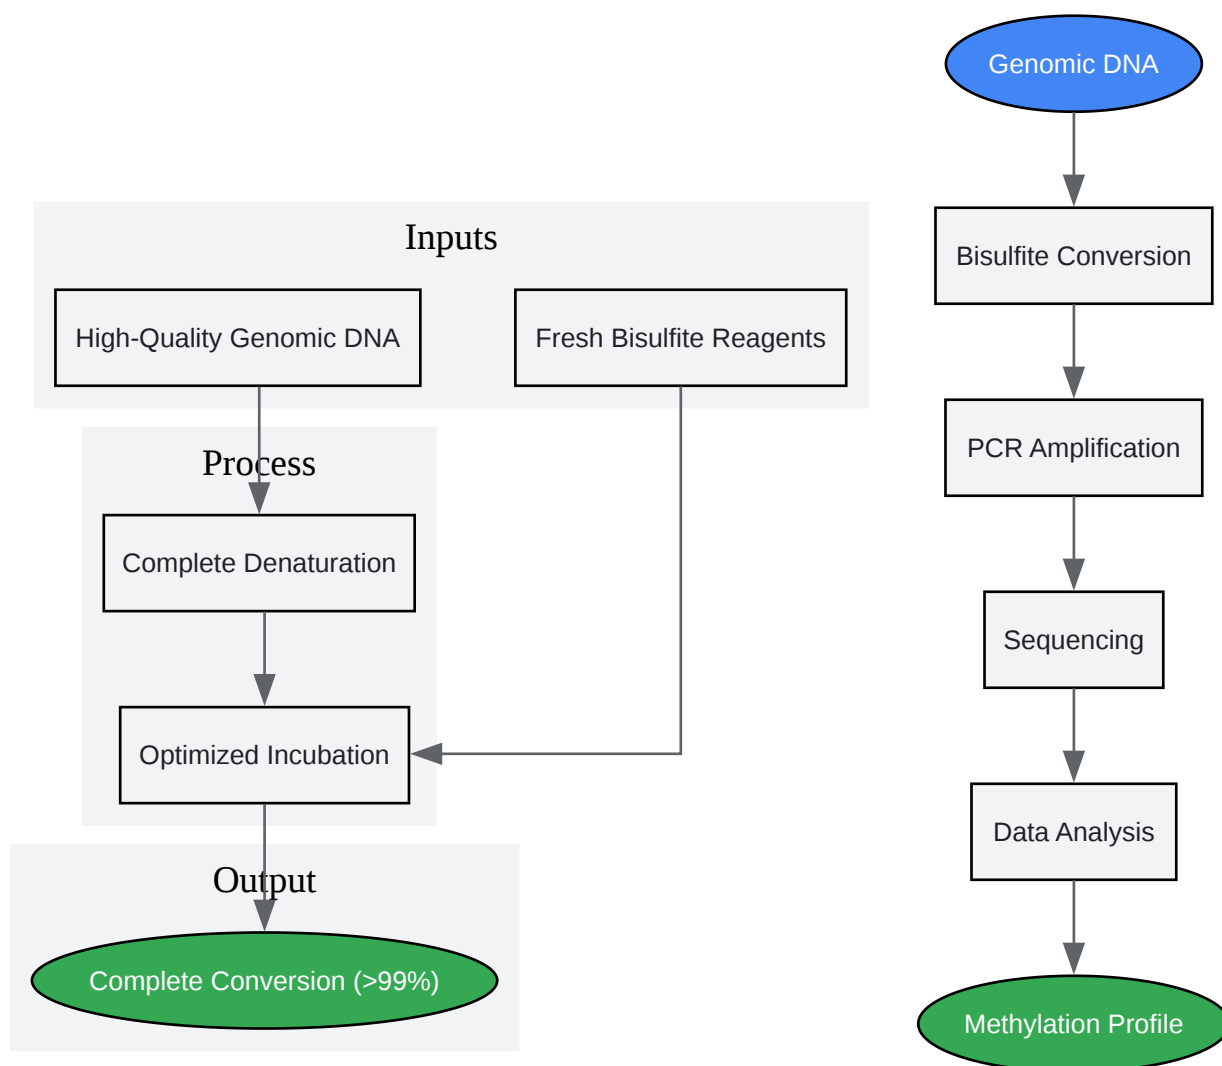 Inputs
High-Quality Genomic DNA
Fresh Bisulfite Reagents
Process
Complete Denaturation
Optimized Incubation
Output
Complete Conversion (>99%)
Genomic DNA
Bisulfite Conversion
PCR Amplification
Sequencing
Data Analysis
Methylation Profile